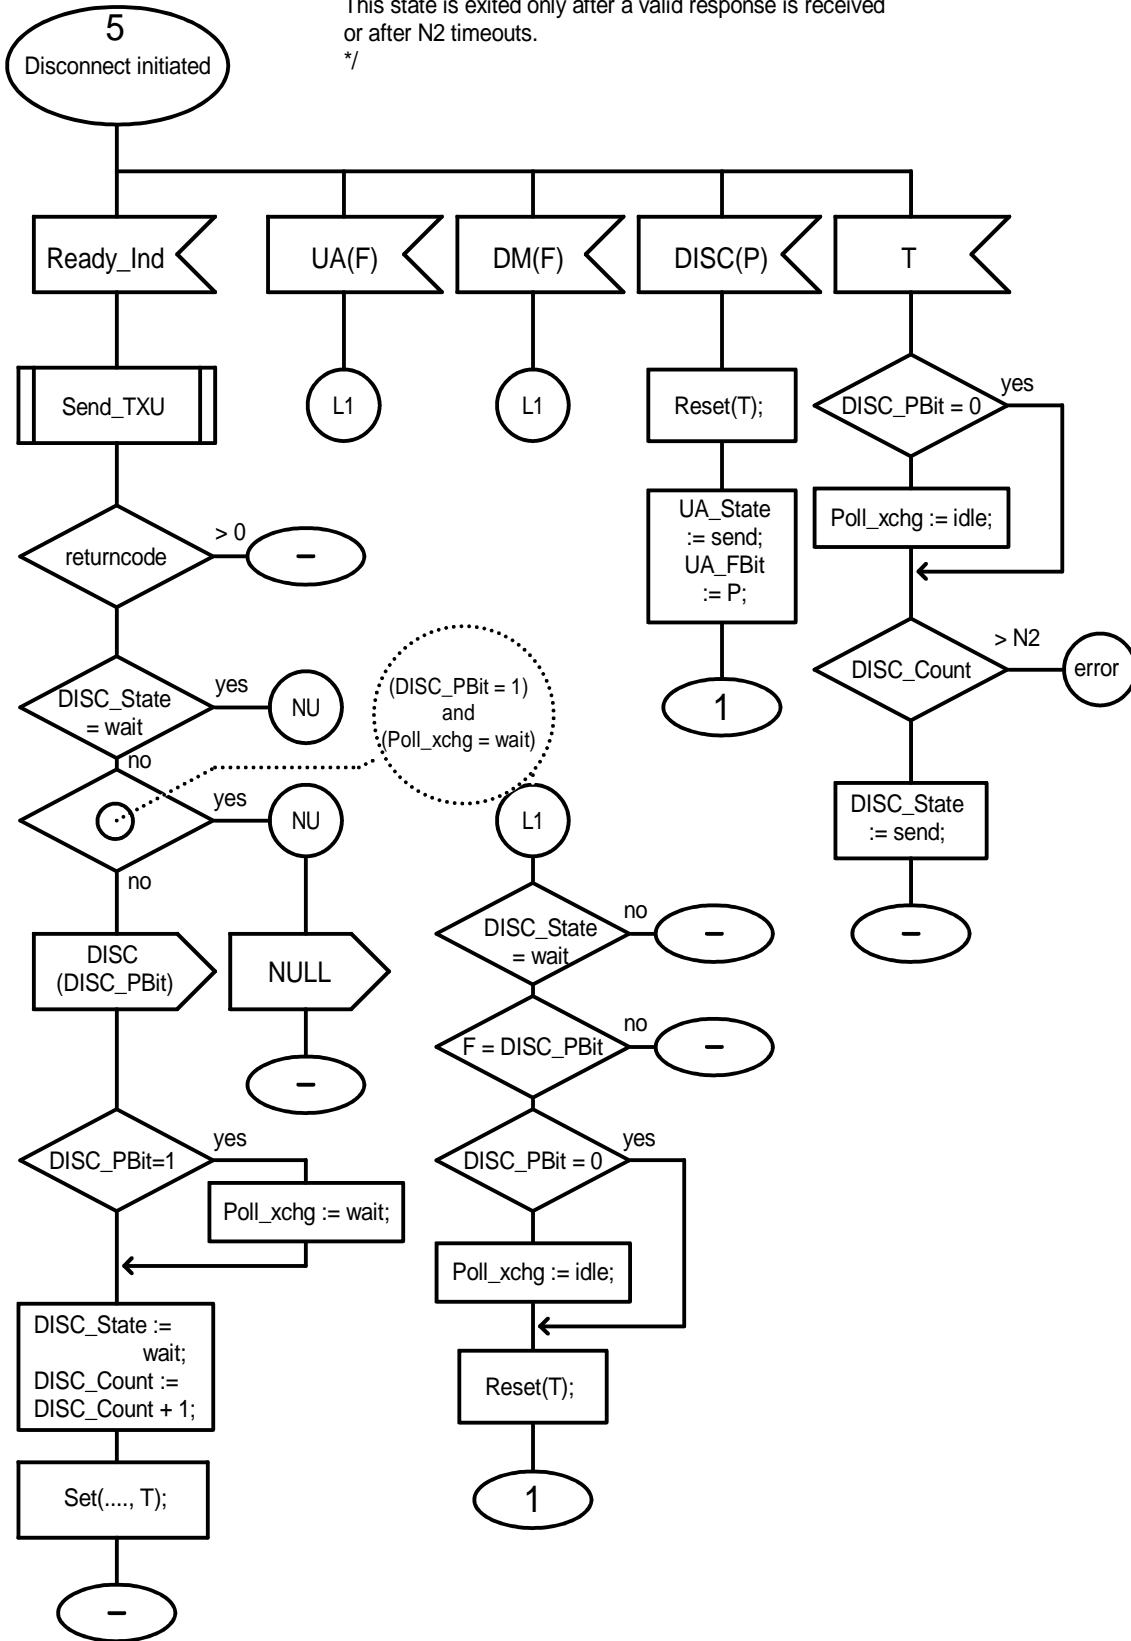 This state is exited only after a valid response is received
or after N2 timeouts.
*/
5
Disconnect initiated
Ready_Ind
UA(F)
DM(F)
DISC(P)
T
Send_TXU
L1
L1
Reset(T);
DISC_PBit = 0
yes
returncode
> 0
–
UA_State
:= send;
UA_FBit
:= P;
Poll_xchg := idle;
DISC_State
= wait
yes
NU
no
(DISC_PBit = 1)
and
(Poll_xchg = wait)
1
DISC_Count
> N2
error
yes
NU
no
L1
DISC_State
:= send;
–
DISC
(DISC_PBit)
NULL
–
DISC_State
= wait
no
–
F = DISC_PBit
no
–
DISC_PBit=1
yes
Poll_xchg := wait;
DISC_PBit = 0
yes
Poll_xchg := idle;
DISC_State :=
wait;
DISC_Count :=
DISC_Count + 1;
Reset(T);
Set(...., T);
1
–